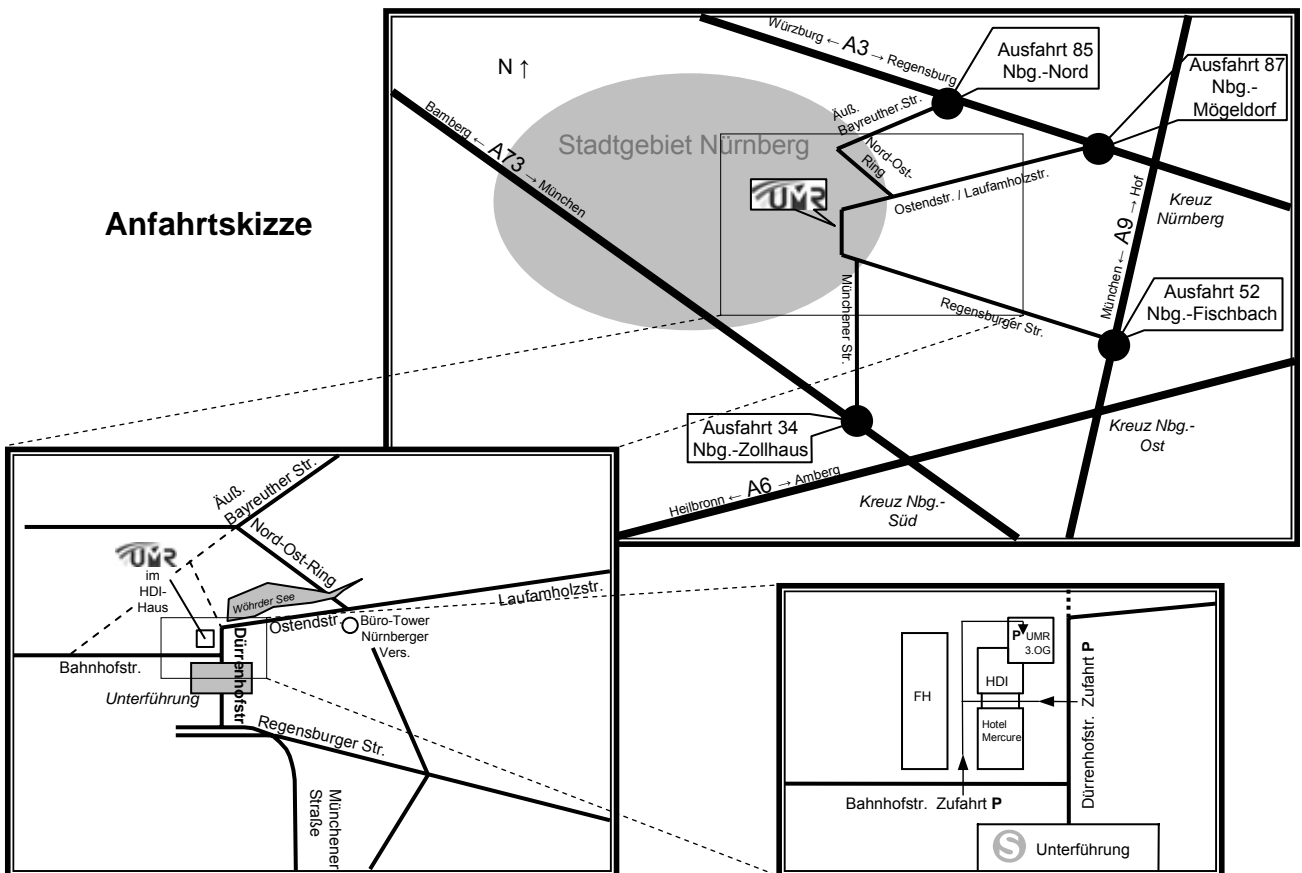 Anfahrtskizze
N ↑
Würzburg ← A3 → Regensburg
Ausfahrt 85
Nbg.-Nord
Ausfahrt 87
Nbg.-
Mögeldorf
Äuß.
Bayreuther.Str.
Bamberg ← A73 → München
Stadtgebiet Nürnberg
Nord-Ost-
Ring
UMR
Ostendstr. / Laufamholzstr.
Kreuz
Nürnberg
München ← A9 → Hof
Münchener Str.
Regensburger Str.
Ausfahrt 52
Nbg.-Fischbach
Ausfahrt 34
Nbg.-Zollhaus
Kreuz Nbg.-
Ost
Heilbronn ← A6 → Amberg
Kreuz Nbg.-
Süd
Äuß.
Bayreuther Str.
Nord-Ost-Ring
UMR
im
HDI-
Haus
Wöhrder See
Ostendstr.
Laufamholzstr.
Büro-Tower
Nürnberger
Vers.
Dürrenhofstr
Bahnhofstr.
Unterführung
Regensburger Str.
Münchener
Straße
P UMR
3.OG
HDI
FH
Hotel
Mercure
Dürrenhofstr. Zufahrt P
Bahnhofstr. Zufahrt P
S Unterführung